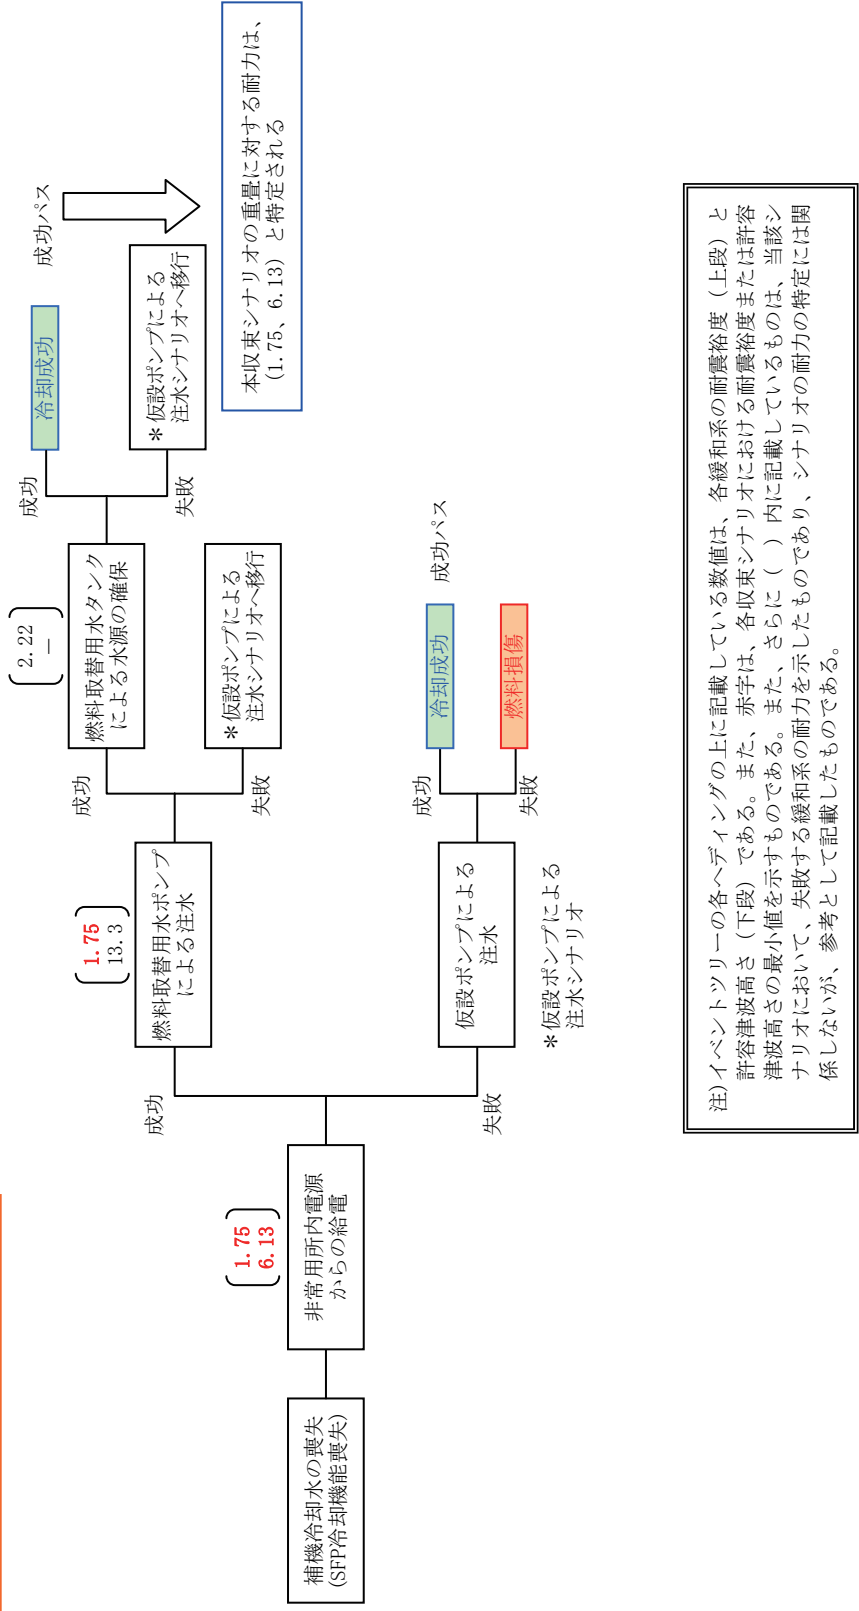 補機冷却水の喪失
(SFP冷却機能喪失)
1.75
6.13
非常用所内電源
からの給電
成功
失敗
1.75
13.3
燃料取替用水ポンプ
による注水
成功
失敗
2.22
―
燃料取替用水タンク
による水源の確保
成功
失敗
冷却成功
成功パス
＊仮設ポンプによる
注水シナリオへ移行
＊仮設ポンプによる
注水シナリオへ移行
本収束シナリオの重畳に対する耐力は、
(1.75、6.13) と特定される
仮設ポンプによる
注水
成功
失敗
冷却成功
成功パス
燃料損傷
＊仮設ポンプによる
注水シナリオ
注)イベントツリーの各ヘディングの上に記載している数値は、各緩和系の耐震裕度（上段）と
許容津波高さ（下段）である。また、赤字は、各収束シナリオにおける耐震裕度または許容
津波高さの最小値を示すものである。また、さらに（　）内に記載しているものは、当該シ
ナリオにおいて、失敗する緩和系の耐力を示したものであり、シナリオの耐力の特定には関
係しないが、参考として記載したものである。